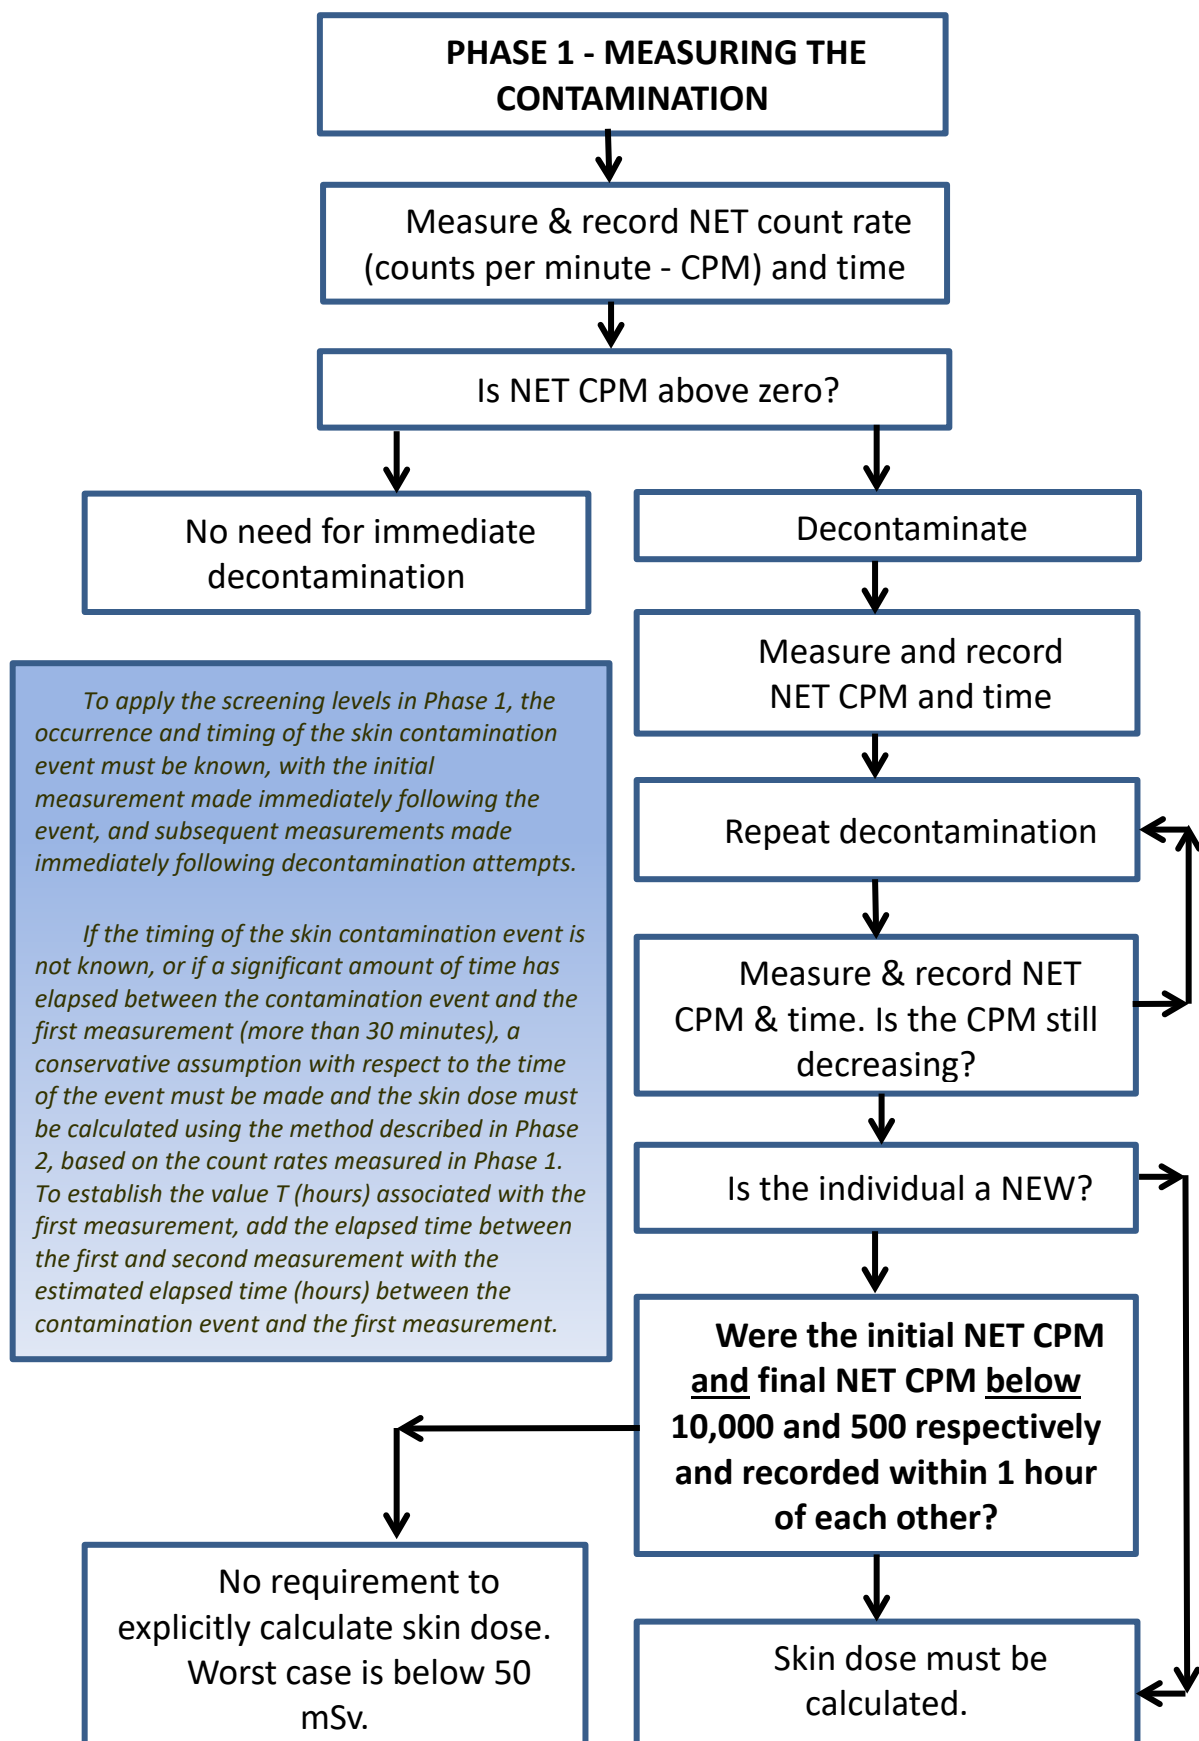 PHASE 1 - MEASURING THE
CONTAMINATION
Measure & record NET count rate
(counts per minute - CPM) and time
Is NET CPM above zero?
No need for immediate
decontamination
Decontaminate
Measure and record
NET CPM and time
To apply the screening levels in Phase 1, the
occurrence and timing of the skin contamination
event must be known, with the initial
measurement made immediately following the
event, and subsequent measurements made
immediately following decontamination attempts.
If the timing of the skin contamination event is
not known, or if a significant amount of time has
elapsed between the contamination event and the
first measurement (more than 30 minutes), a
conservative assumption with respect to the time
of the event must be made and the skin dose must
be calculated using the method described in Phase
2, based on the count rates measured in Phase 1.
To establish the value T (hours) associated with the
first measurement, add the elapsed time between
the first and second measurement with the
estimated elapsed time (hours) between the
contamination event and the first measurement.
Repeat decontamination
Measure & record NET
CPM & time. Is the CPM still
decreasing?
Is the individual a NEW?
Were the initial NET CPM
and final NET CPM below
10,000 and 500 respectively
and recorded within 1 hour
of each other?
No requirement to
explicitly calculate skin dose.
Worst case is below 50
mSv.
Skin dose must be
calculated.